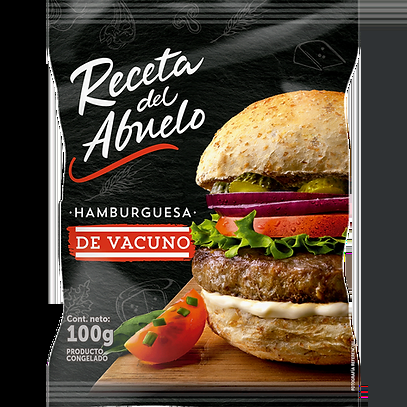 Receta
del
Abuelo
·HAMBURGUESA·
DE VACUNO
Cont. neto:
100g
PRODUCTO
CONGELADO